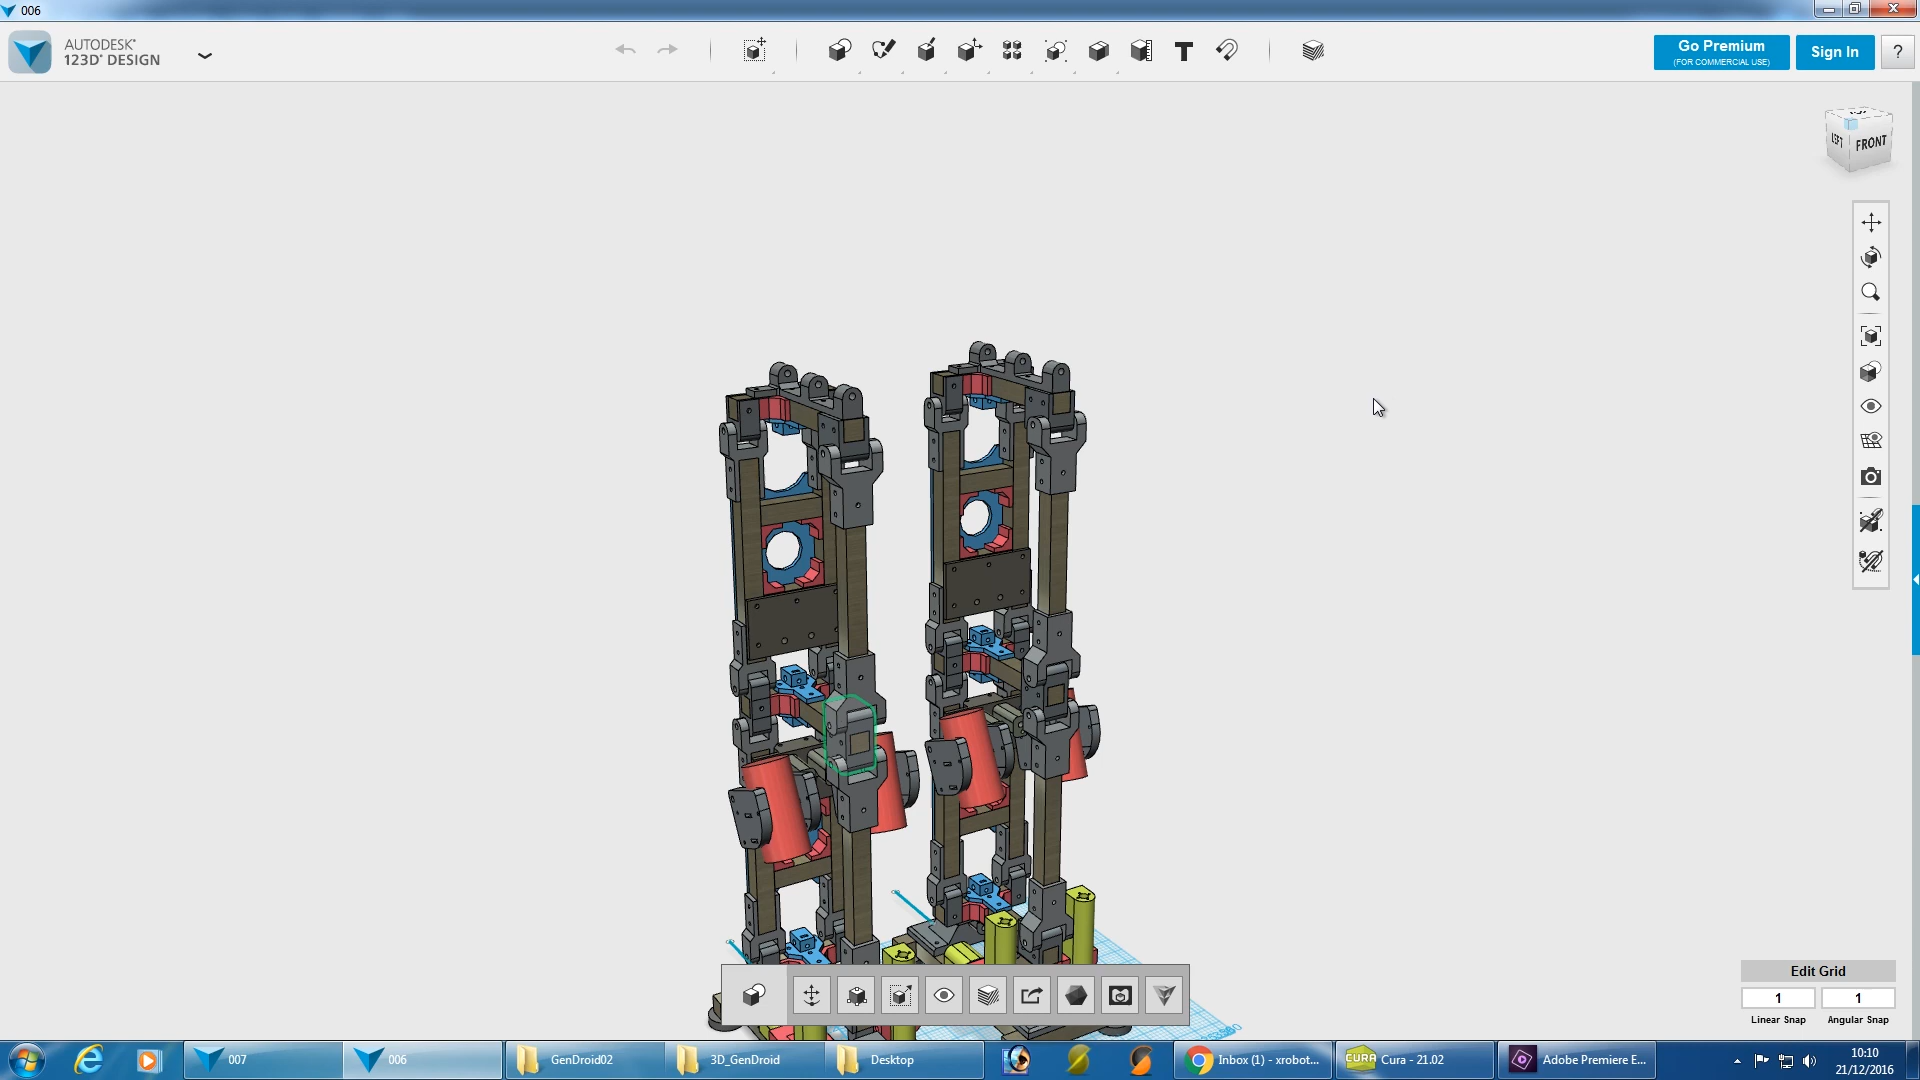 006
AUTODESK®
123D® DESIGN
Go Premium
(FOR COMMERCIAL USE)
Sign In
?
LEFT
FRONT
Edit Grid
1
1
Linear Snap
Angular Snap
007
006
GenDroid02
3D_GenDroid
Desktop
Inbox (1) - xrobot...
CURA
Cura - 21.02
Adobe Premiere E...
10:10
21/12/2016